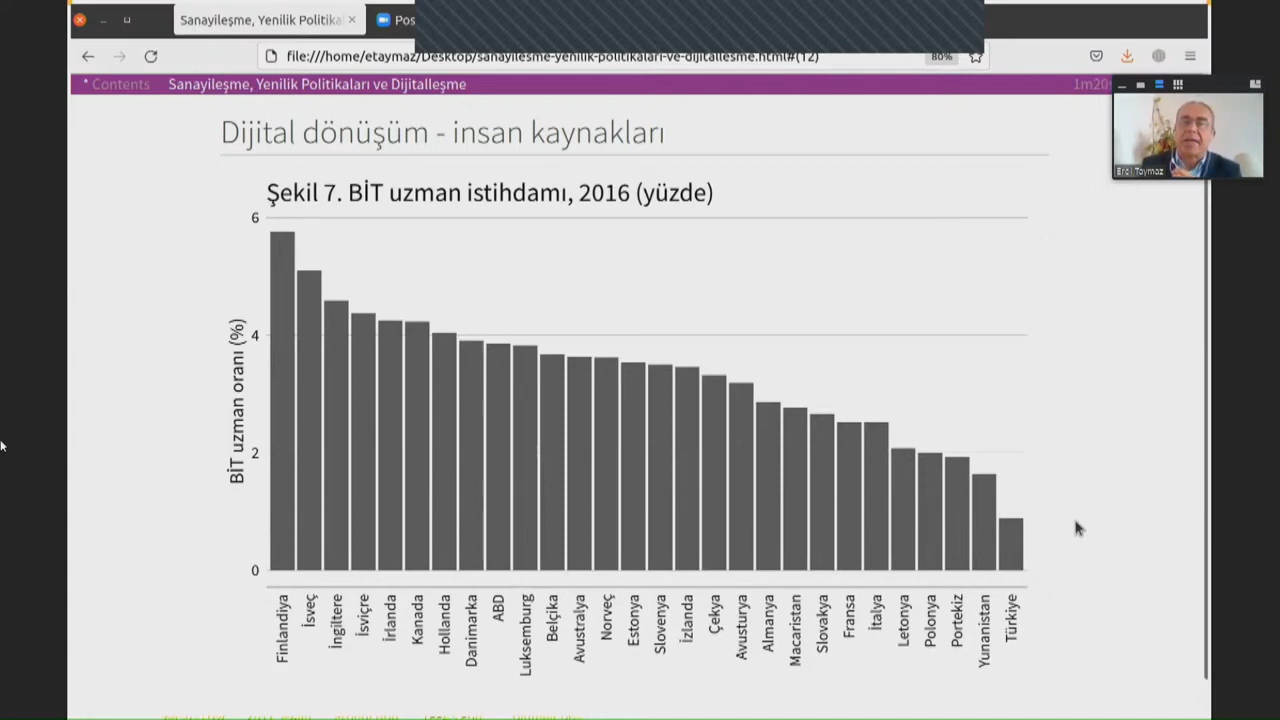 Sanayileşme, Yenilik Politika ×
Pos
file:///home/etaymaz/Desktop/sanayilesme-yenilik-politikalari-ve-dijitallesme.html#(12)
80%
* Contents Sanayileşme, Yenilik Politikaları ve Dijitalleşme
1m20s
Erol Taymaz
Dijital dönüşüm - insan kaynakları
Şekil 7. BİT uzman istihdamı, 2016 (yüzde)
BİT uzman oranı (%)
6
4
2
0
Finlandiya
İsveç
İngiltere
İsviçre
İrlanda
Kanada
Hollanda
Danimarka
ABD
Luksemburg
Belçika
Avustralya
Norveç
Estonya
Slovenya
İzlanda
Çekya
Avusturya
Almanya
Macaristan
Slovakya
Fransa
İtalya
Letonya
Polonya
Portekiz
Yunanistan
Türkiye